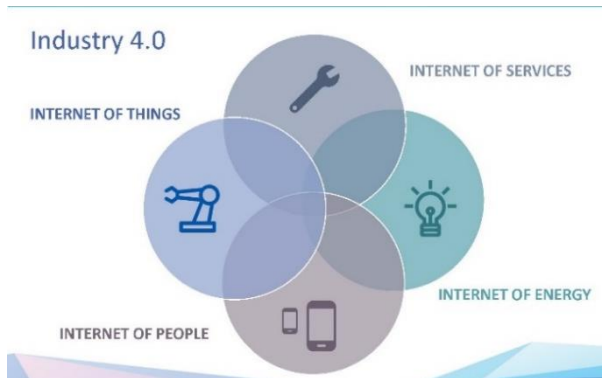 Industry 4.0
INTERNET OF SERVICES
INTERNET OF THINGS
INTERNET OF ENERGY
INTERNET OF PEOPLE